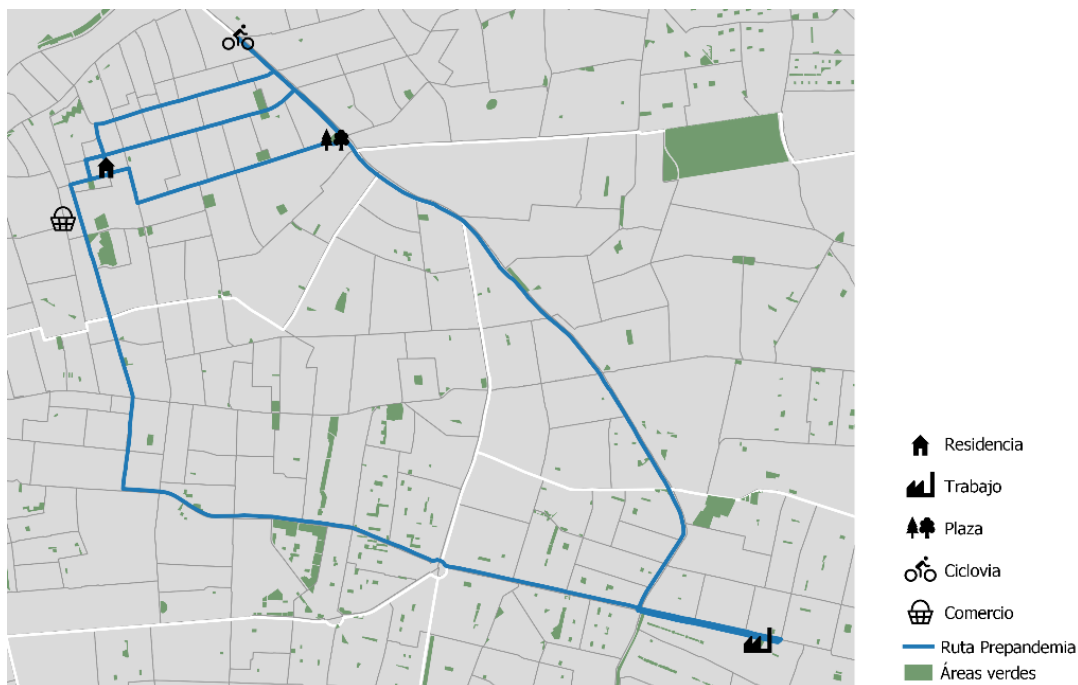 Residencia
Trabajo
Plaza
Ciclovia
Comercio
Ruta Prepandemia
Áreas verdes